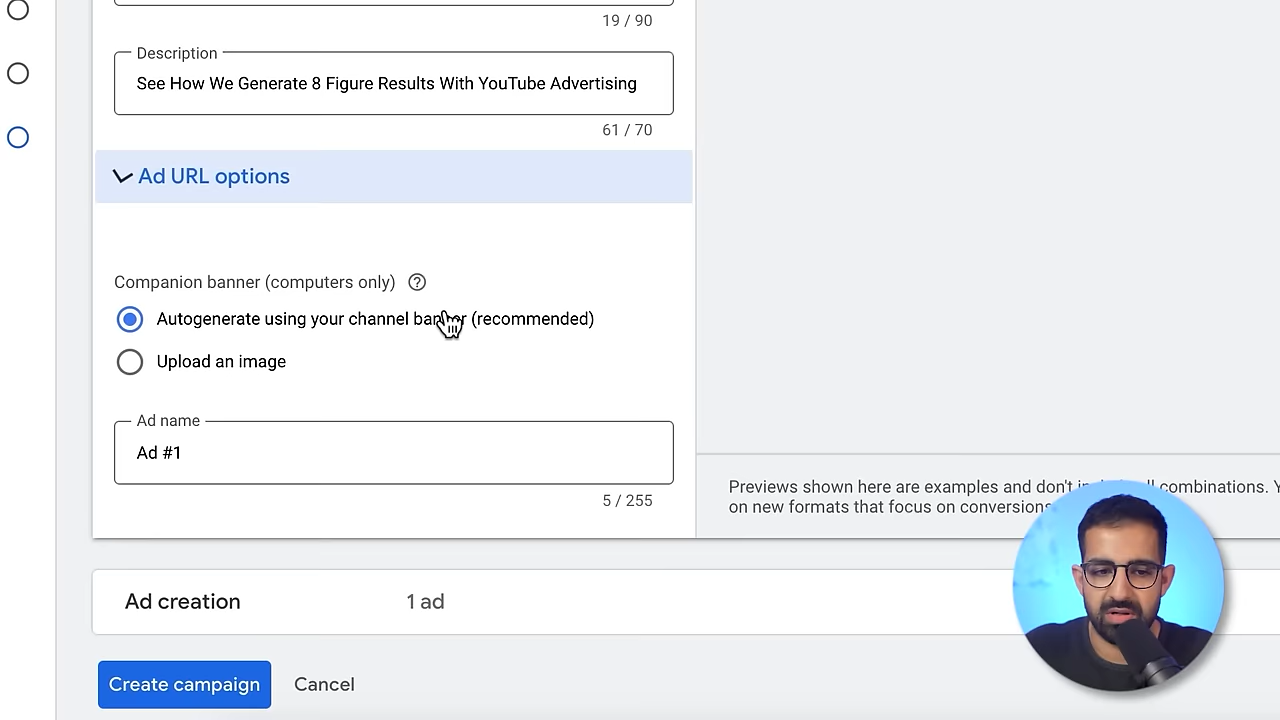 19 / 90
Description
See How We Generate 8 Figure Results With YouTube Advertising
61 / 70
Ad URL options
Companion banner (computers only) ?
Autogenerate using your channel banner (recommended)
Upload an image
Ad name
Ad #1
5 / 255
Previews shown here are examples and don't include all combinations. Y
on new formats that focus on conversions
Ad creation 1 ad
Create campaign Cancel